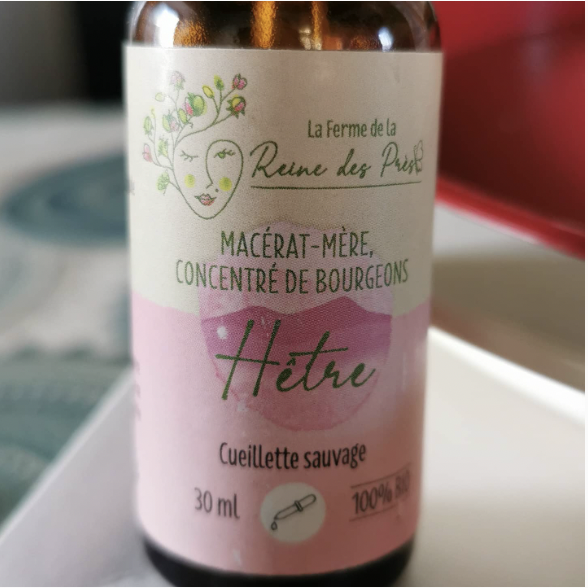 La Ferme de la
Reine des Prés
MACÉRAT-MÈRE,
CONCENTRÉ DE BOURGEONS
Hêtre
Cueillette sauvage
30 ml
100% BIO